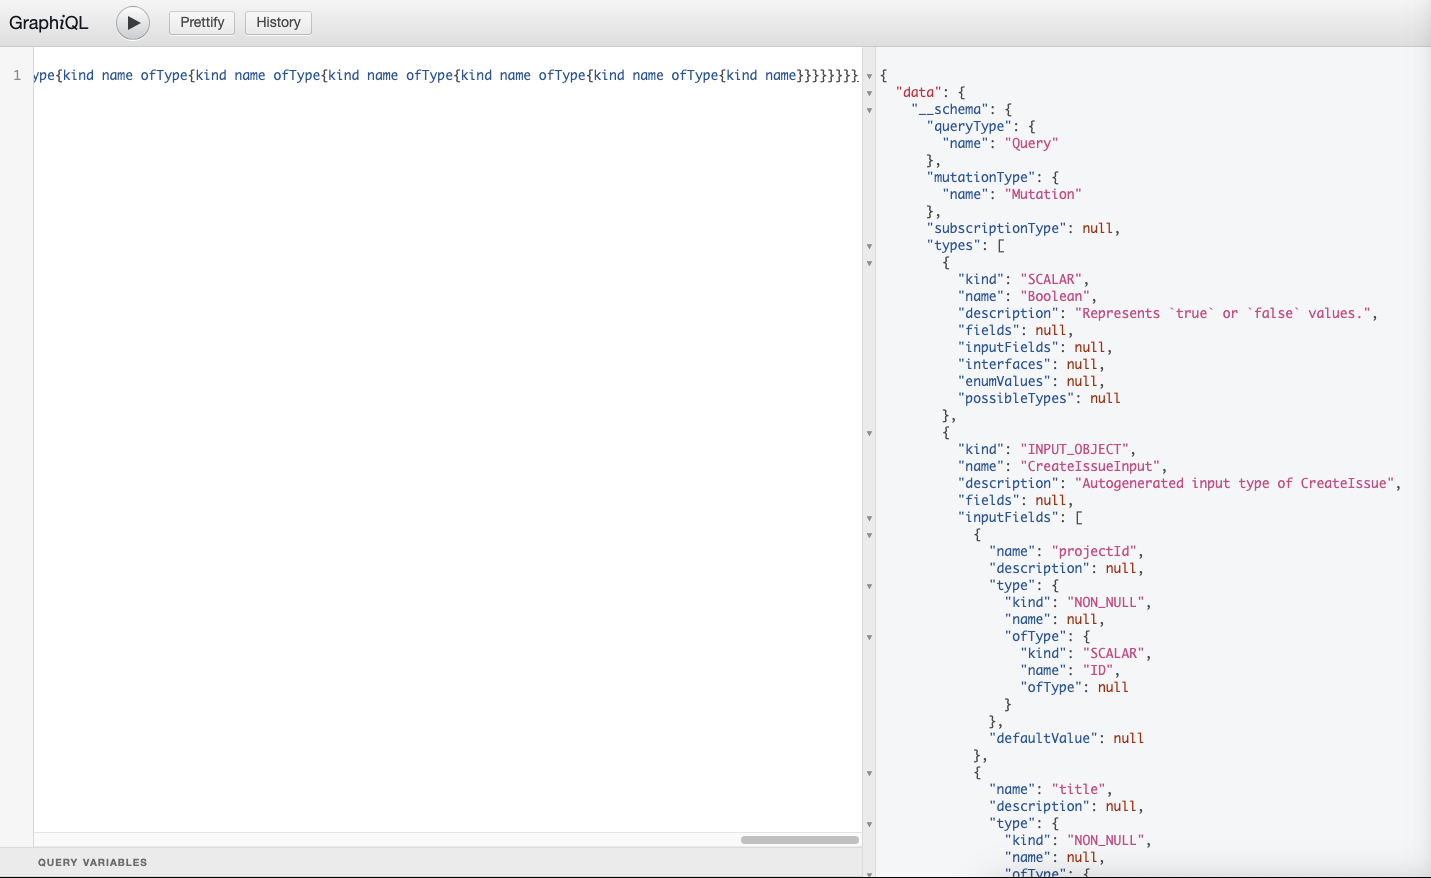 GraphiQL
Prettify
History
1
ype{kind name ofType{kind name ofType{kind name ofType{kind name ofType{kind name ofType{kind name}}}}}}}}
QUERY VARIABLES
{
"data": {
"__schema": {
"queryType": {
"name": "Query"
},
"mutationType": {
"name": "Mutation"
},
"subscriptionType": null,
"types": [
{
"kind": "SCALAR",
"name": "Boolean",
"description": "Represents `true` or `false` values.",
"fields": null,
"inputFields": null,
"interfaces": null,
"enumValues": null,
"possibleTypes": null
},
{
"kind": "INPUT_OBJECT",
"name": "CreateIssueInput",
"description": "Autogenerated input type of CreateIssue",
"fields": null,
"inputFields": [
{
"name": "projectId",
"description": null,
"type": {
"kind": "NON_NULL",
"name": null,
"ofType": {
"kind": "SCALAR",
"name": "ID",
"ofType": null
}
},
"defaultValue": null
},
{
"name": "title",
"description": null,
"type": {
"kind": "NON_NULL",
"name": null,
"ofType": {